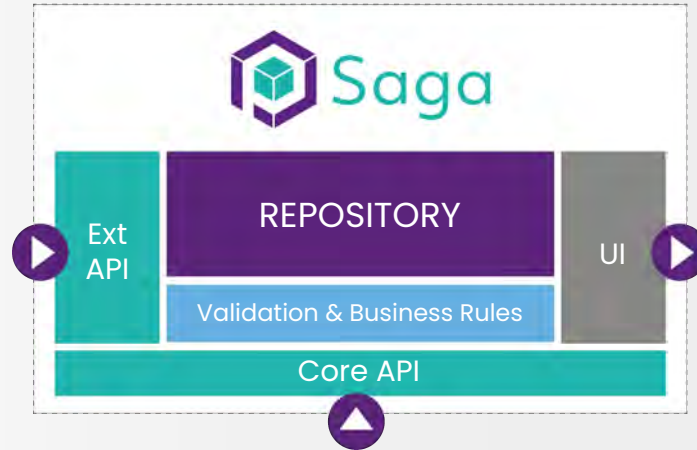 Saga
Ext
API
REPOSITORY
UI
Validation & Business Rules
Core API